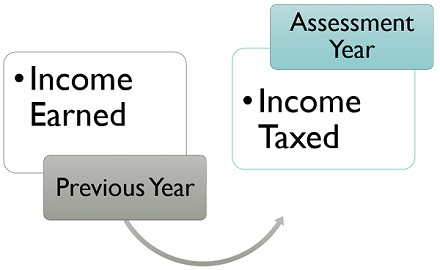 • Income
Earned
Previous Year
Assessment
Year
• Income
Taxed